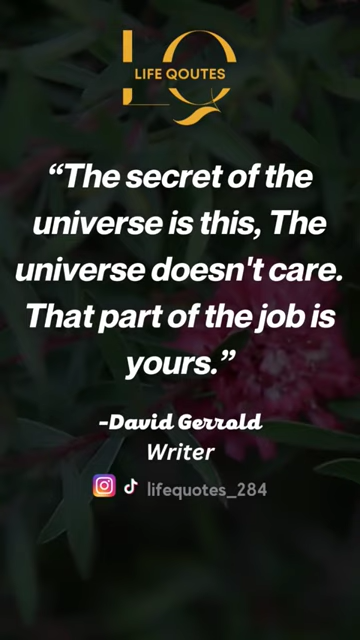 LQ
LIFE QOUTES
“The secret of the
universe is this, The
universe doesn't care.
That part of the job is
yours.”
-David Gerrold
Writer
lifequotes_284